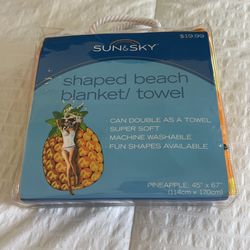 $19.99
SUN&SKY
shaped beach
blanket/ towel
CAN DOUBLE AS A TOWEL
SUPER SOFT
MACHINE WASHABLE
FUN SHAPES AVAILABLE
PINEAPPLE: 45" x 67"
(114cm x 170cm)